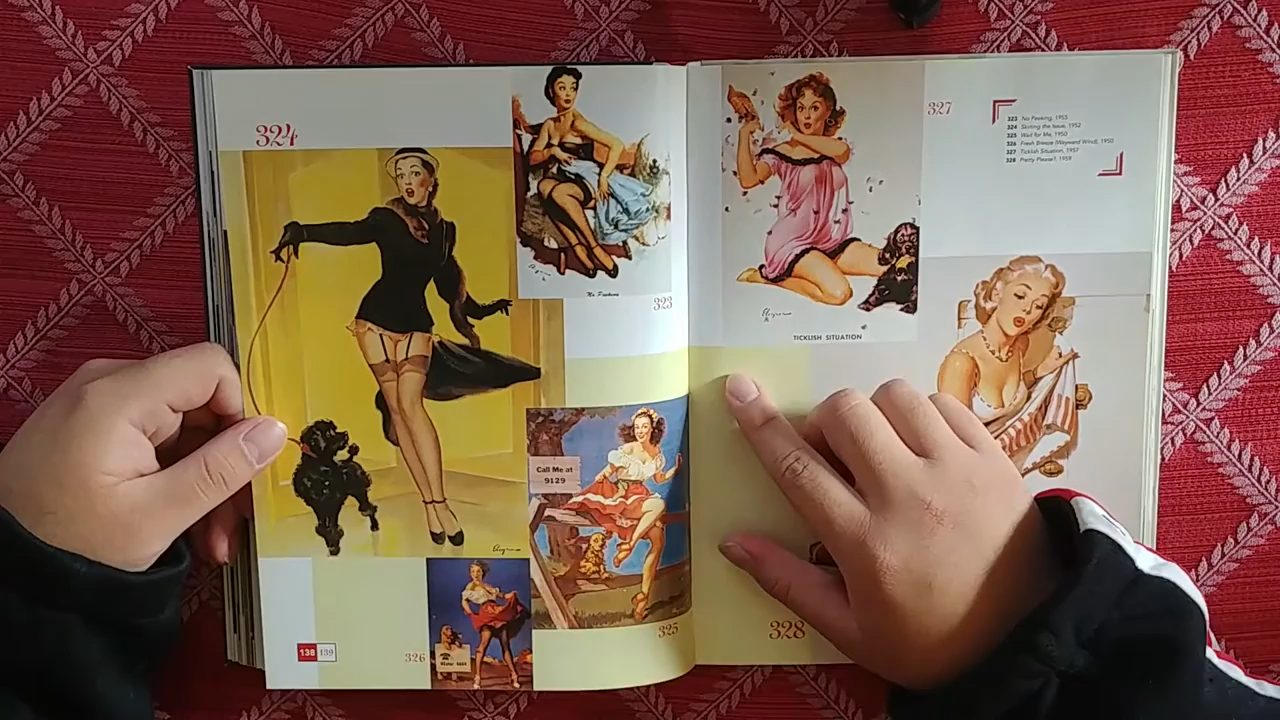 324
No Peeking
323
Call Me at
9129
325
326
138 139
TICKLISH SITUATION
327
323 No Peeking, 1953
324 Skirting the Issue, 1952
325 Wait for Me, 1950
326 Fresh Breeze (Wayward Wind), 1950
327 Ticklish Situation, 1957
328 Pretty Please?, 1959
328